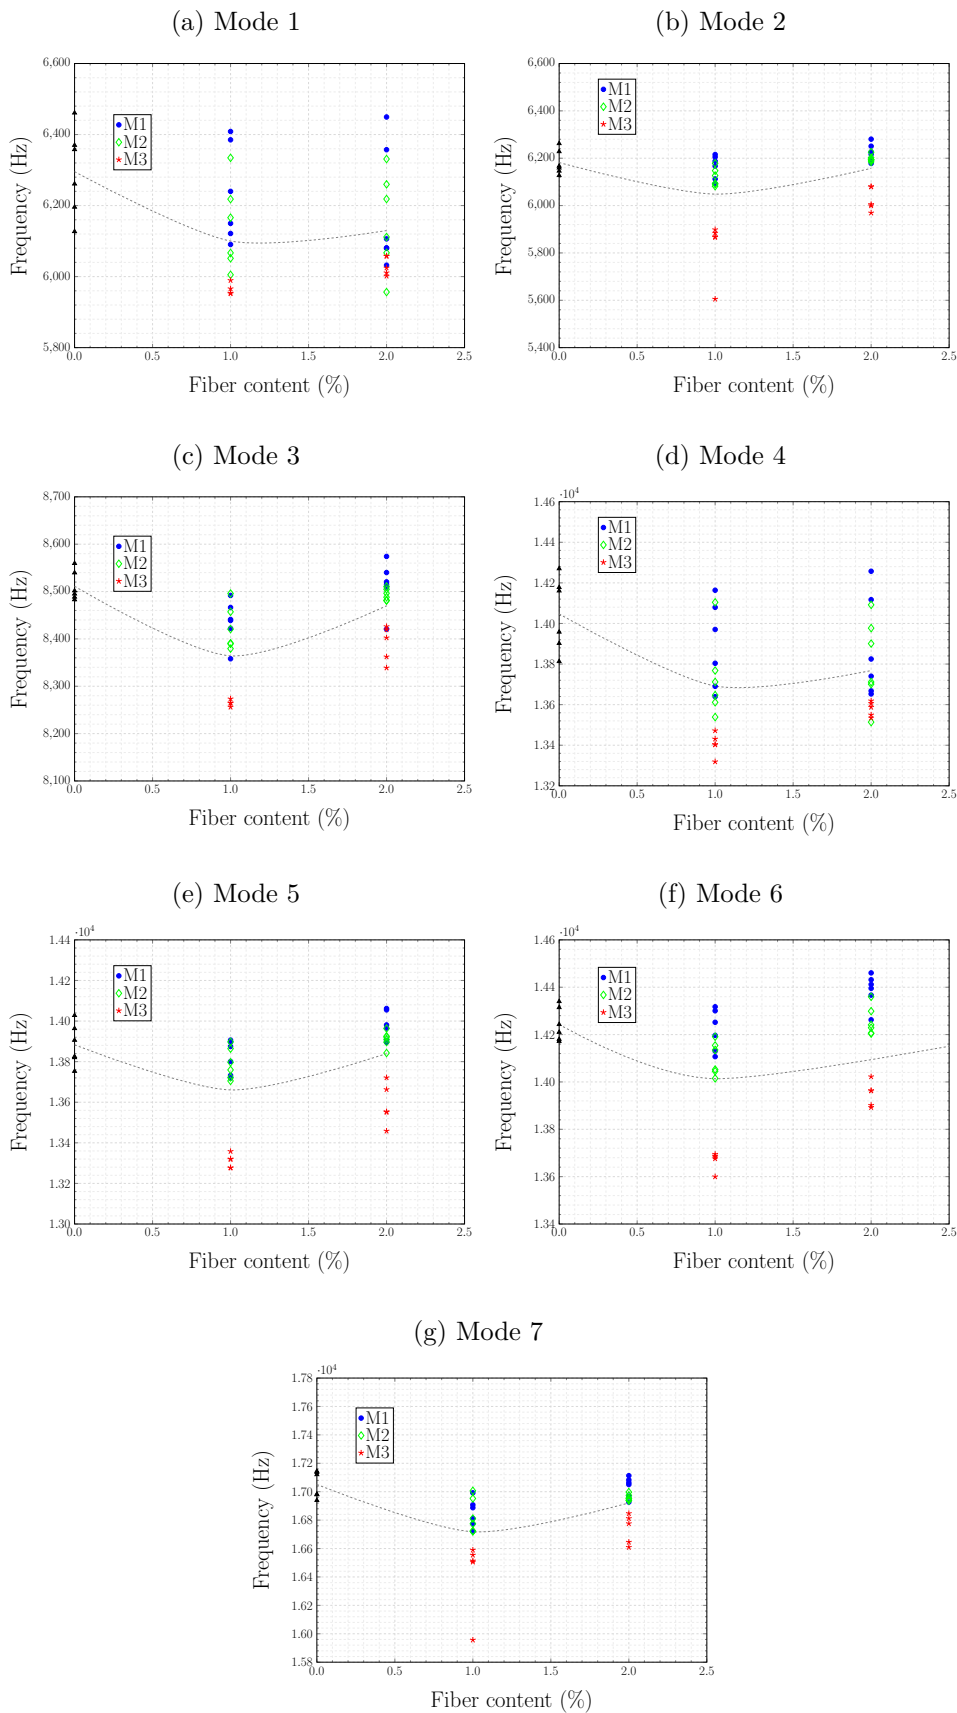 (a) Mode 1
6,600
6,400
6,200
6,000
5,800
0.0 0.5 1.0 1.5 2.0 2.5
Frequency (Hz)
Fiber content (%)
M1
M2
M3
(b) Mode 2
6,600
6,400
6,200
6,000
5,800
5,600
5,400
0.0 0.5 1.0 1.5 2.0 2.5
Frequency (Hz)
Fiber content (%)
M1
M2
M3
(c) Mode 3
8,700
8,600
8,500
8,400
8,300
8,200
8,100
0.0 0.5 1.0 1.5 2.0 2.5
Frequency (Hz)
Fiber content (%)
M1
M2
M3
(d) Mode 4
·10⁴
1.46
1.44
1.42
1.40
1.38
1.36
1.34
1.32
0.0 0.5 1.0 1.5 2.0 2.5
Frequency (Hz)
Fiber content (%)
M1
M2
M3
(e) Mode 5
·10⁴
1.44
1.42
1.40
1.38
1.36
1.34
1.32
1.30
0.0 0.5 1.0 1.5 2.0 2.5
Frequency (Hz)
Fiber content (%)
M1
M2
M3
(f) Mode 6
·10⁴
1.46
1.44
1.42
1.40
1.38
1.36
1.34
0.0 0.5 1.0 1.5 2.0 2.5
Frequency (Hz)
Fiber content (%)
M1
M2
M3
(g) Mode 7
·10⁴
1.78
1.76
1.74
1.72
1.70
1.68
1.66
1.64
1.62
1.60
1.58
0.0 0.5 1.0 1.5 2.0 2.5
Frequency (Hz)
Fiber content (%)
M1
M2
M3